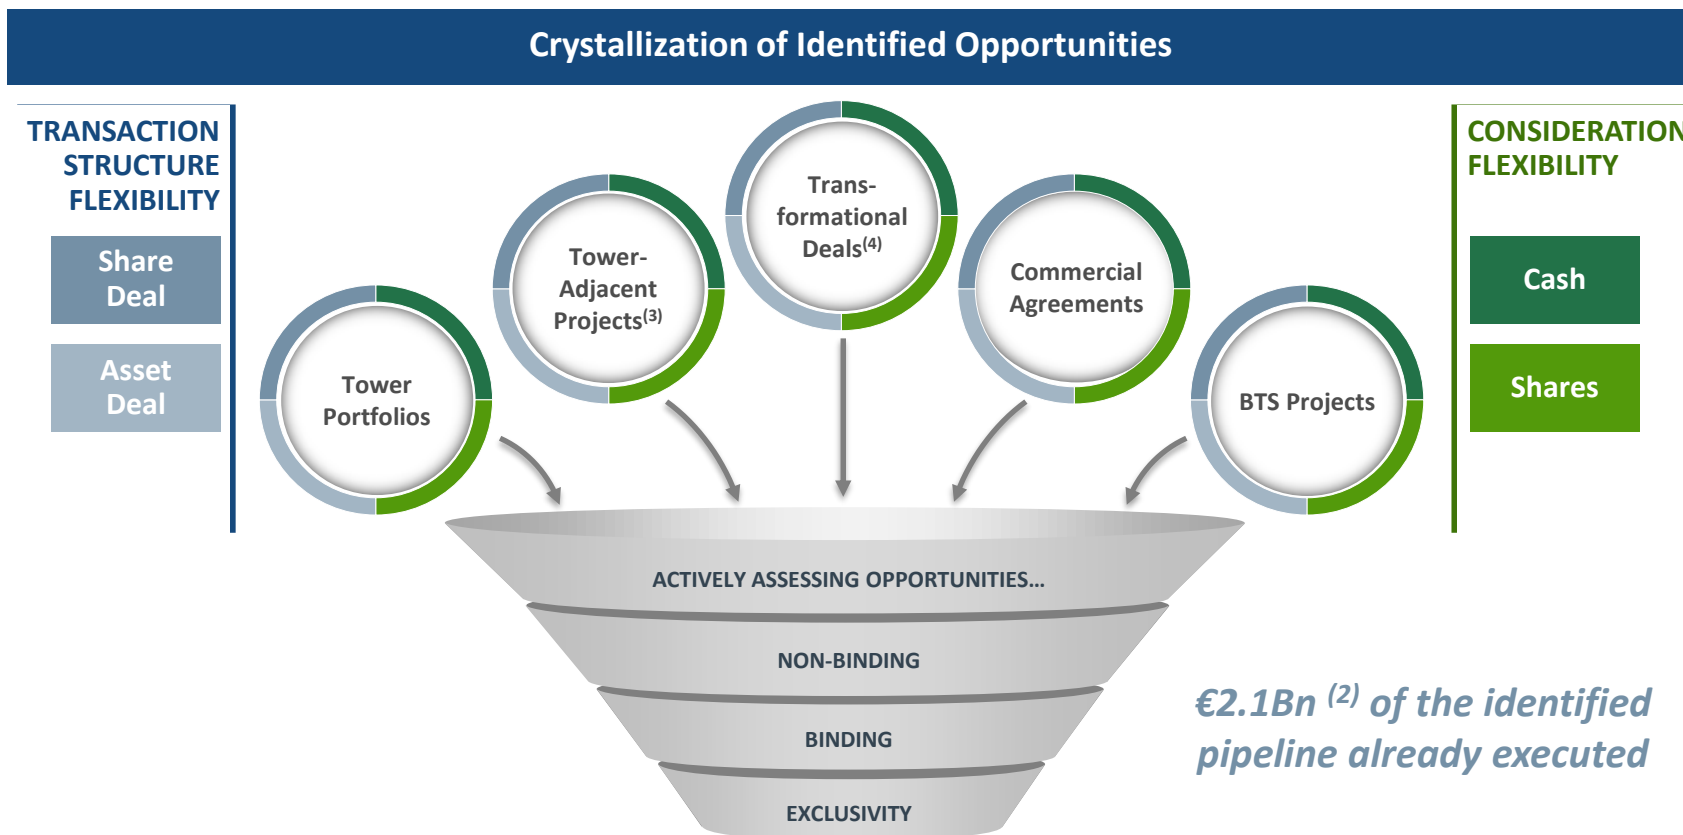 Crystallization of Identified Opportunities
TRANSACTION
STRUCTURE
FLEXIBILITY
Share
Deal
Asset
Deal
Tower
Portfolios
Tower-
Adjacent
Projects(3)
Trans-
formational
Deals(4)
Commercial
Agreements
BTS Projects
CONSIDERATION
FLEXIBILITY
Cash
Shares
ACTIVELY ASSESSING OPPORTUNITIES…
NON-BINDING
BINDING
EXCLUSIVITY
€2.1Bn (2) of the identified
pipeline already executed